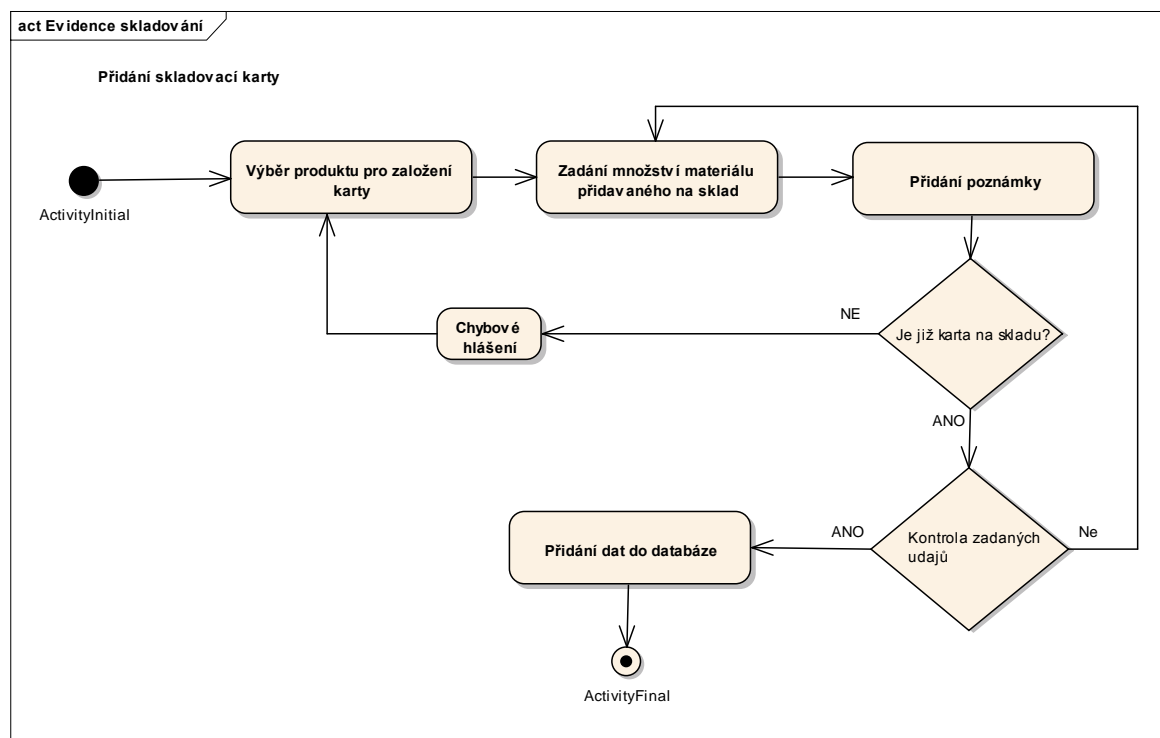 act Evidence skladování
Přidání skladovací karty
Výběr produktu pro založení
karty
Zadání množství materiálu
přidavaného na sklad
Přidání poznámky
ActivityInitial
Chybové
hlášení
NE
Je již karta na skladu?
ANO
Přidání dat do databáze
ANO
Kontrola zadaných
udajů
Ne
ActivityFinal